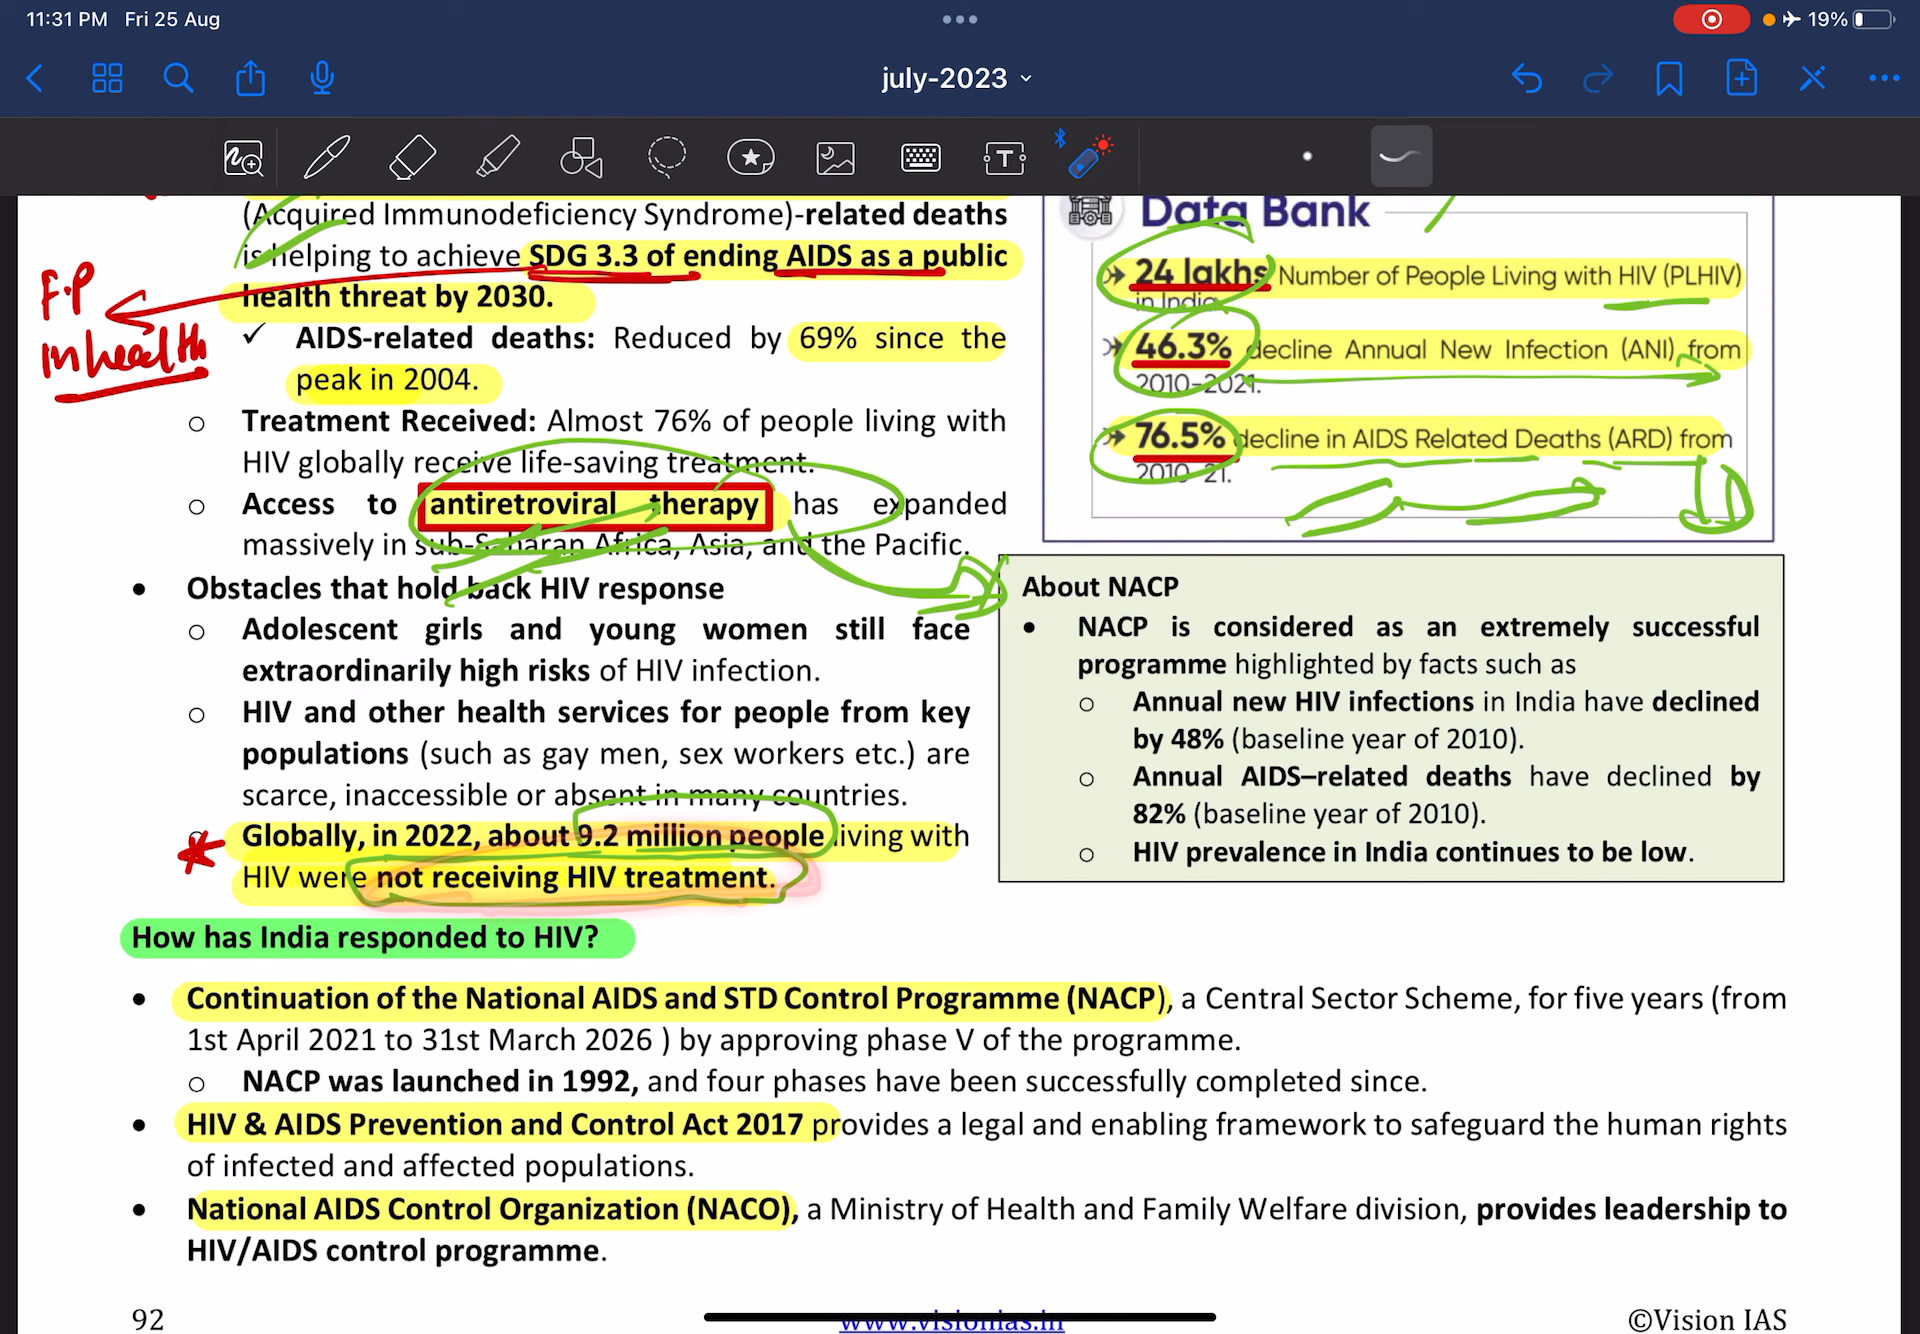 11:31 PM Fri 25 Aug
19%
july-2023
(Acquired Immunodeficiency Syndrome)-related deaths
is helping to achieve SDG 3.3 of ending AIDS as a public
health threat by 2030.
F.P
in health
✓ AIDS-related deaths: Reduced by 69% since the
peak in 2004.
o Treatment Received: Almost 76% of people living with
HIV globally receive life-saving treatment.
o Access to antiretroviral therapy has expanded
massively in sub-Saharan Africa, Asia, and the Pacific.
• Obstacles that hold back HIV response
o Adolescent girls and young women still face
extraordinarily high risks of HIV infection.
o HIV and other health services for people from key
populations (such as gay men, sex workers etc.) are
scarce, inaccessible or absent in many countries.
o Globally, in 2022, about 9.2 million people living with
HIV were not receiving HIV treatment.
Data Bank
24 lakhs Number of People Living with HIV (PLHIV)
in India
46.3% decline Annual New Infection (ANI), from
2010-2021.
76.5% decline in AIDS Related Deaths (ARD) from
2010-21.
About NACP
• NACP is considered as an extremely successful
programme highlighted by facts such as
o Annual new HIV infections in India have declined
by 48% (baseline year of 2010).
o Annual AIDS–related deaths have declined by
82% (baseline year of 2010).
o HIV prevalence in India continues to be low.
How has India responded to HIV?
• Continuation of the National AIDS and STD Control Programme (NACP), a Central Sector Scheme, for five years (from
1st April 2021 to 31st March 2026 ) by approving phase V of the programme.
o NACP was launched in 1992, and four phases have been successfully completed since.
• HIV & AIDS Prevention and Control Act 2017 provides a legal and enabling framework to safeguard the human rights
of infected and affected populations.
• National AIDS Control Organization (NACO), a Ministry of Health and Family Welfare division, provides leadership to
HIV/AIDS control programme.
92
www.visionias.in
©Vision IAS